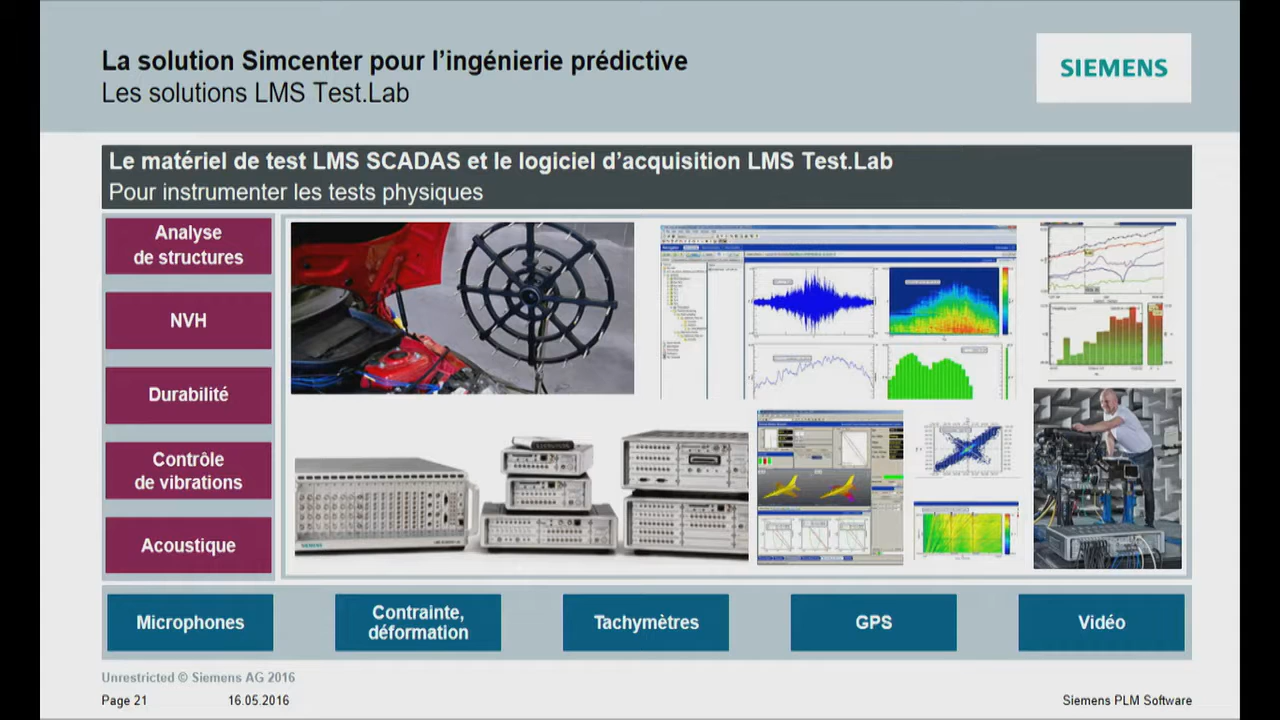 La solution Simcenter pour l'ingénierie prédictive
Les solutions LMS Test.Lab
SIEMENS
Le matériel de test LMS SCADAS et le logiciel d'acquisition LMS Test.Lab
Pour instrumenter les tests physiques
Analyse
de structures
NVH
Durabilité
Contrôle
de vibrations
Acoustique
SIEMENS
Microphones
Contrainte,
déformation
Tachymètres
GPS
Vidéo
Unrestricted © Siemens AG 2016
Page 21
16.05.2016
Siemens PLM Software